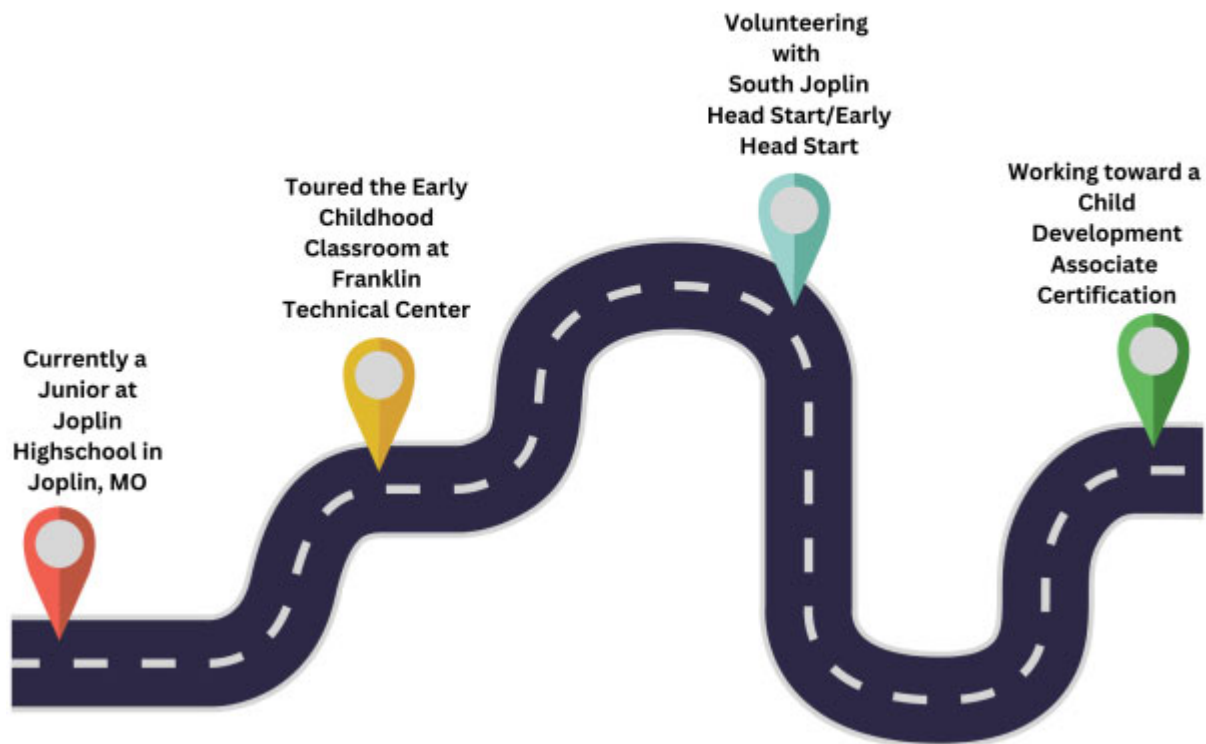 Currently a
Junior at
Joplin
Highschool in
Joplin, MO
Toured the Early
Childhood
Classroom at
Franklin
Technical Center
Volunteering
with
South Joplin
Head Start/Early
Head Start
Working toward a
Child
Development
Associate
Certification